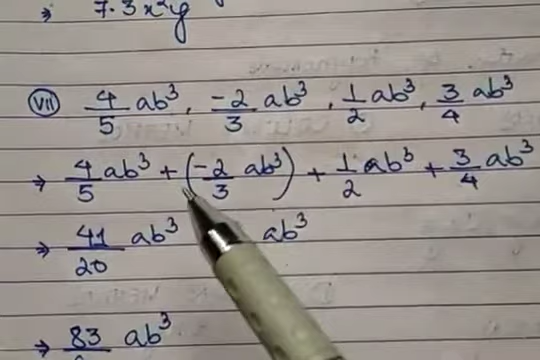 ⇒ 7.3x²y
(vii) 4/5 ab³, -2/3 ab³, 1/2 ab³, 3/4 ab³
⇒ 4/5 ab³ + (-2/3 ab³) + 1/2 ab³ + 3/4 ab³
⇒ 41/20 ab³ ab³
⇒ 83 ab³